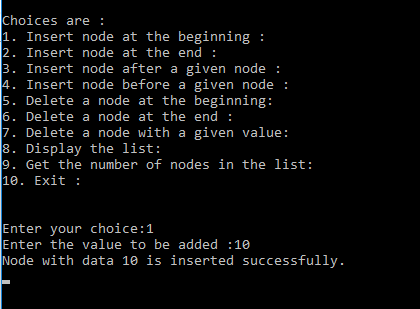 Choices are :
1. Insert node at the beginning :
2. Insert node at the end :
3. Insert node after a given node :
4. Insert node before a given node :
5. Delete a node at the beginning:
6. Delete a node at the end :
7. Delete a node with a given value:
8. Display the list:
9. Get the number of nodes in the list:
10. Exit :
Enter your choice:1
Enter the value to be added :10
Node with data 10 is inserted successfully.